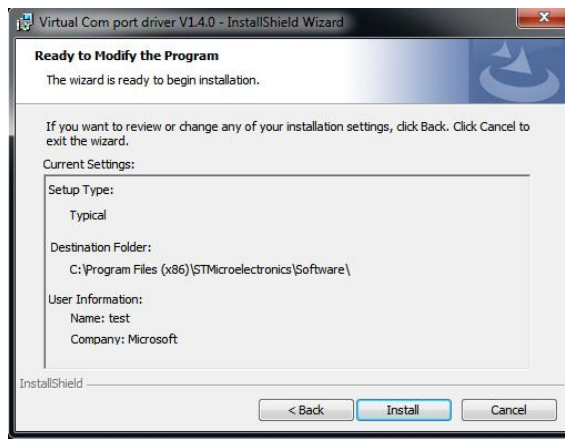 Virtual Com port driver V1.4.0 - InstallShield Wizard
Ready to Modify the Program
The wizard is ready to begin installation.
If you want to review or change any of your installation settings, click Back. Click Cancel to
exit the wizard.
Current Settings:
Setup Type:
Typical
Destination Folder:
C:\Program Files (x86)\STMicroelectronics\Software\
User Information:
Name: test
Company: Microsoft
InstallShield
< Back
Install
Cancel